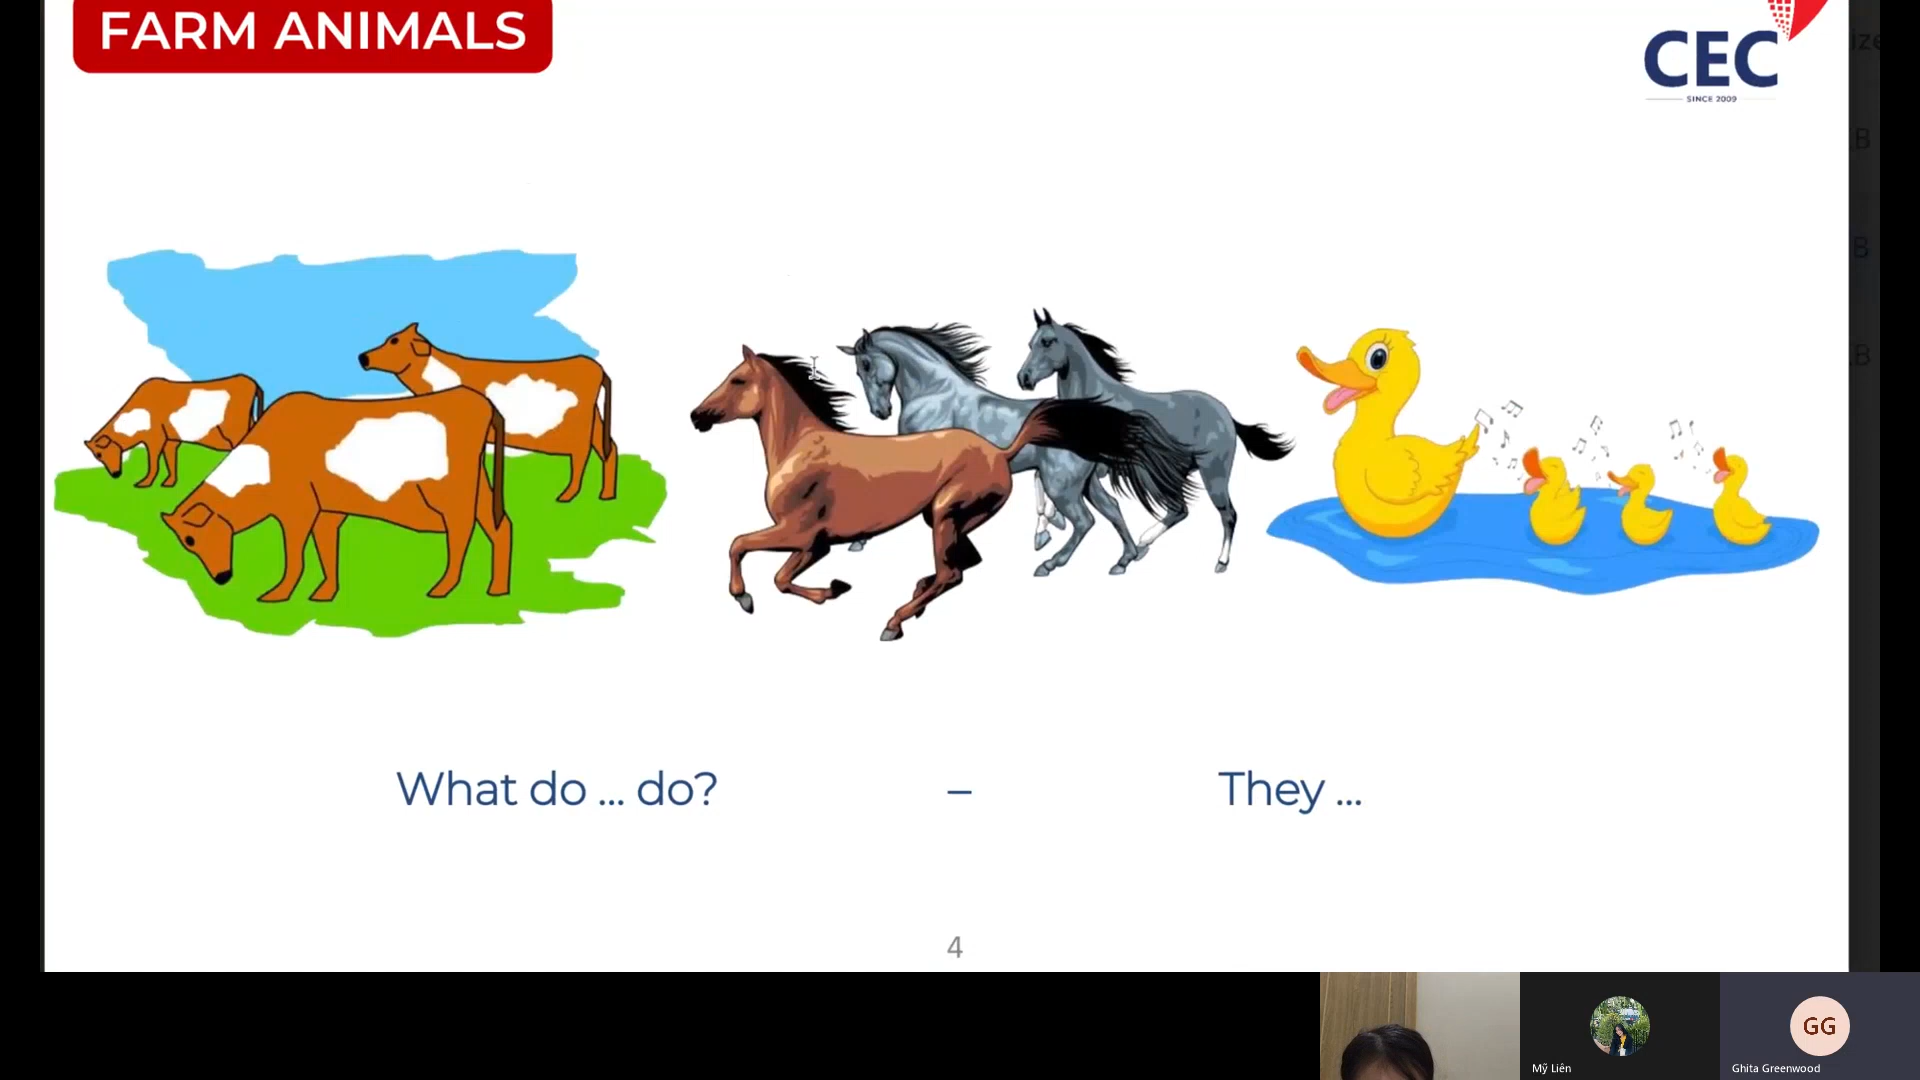 FARM ANIMALS
CEC
SINCE 2009
What do ... do?
–
They ...
4
Mỹ Liên
GG
Ghita Greenwood